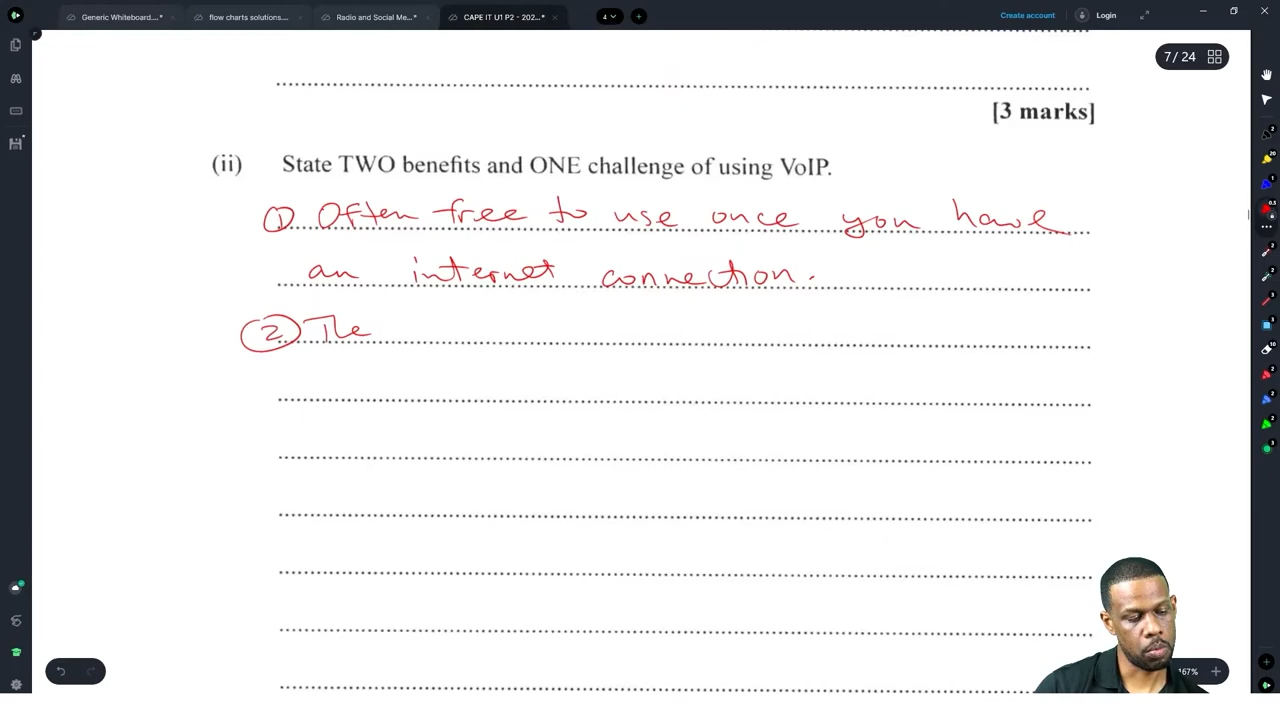 Generic Whiteboard....*
flow charts solutions....
Radio and Social Me...*
CAPE IT U1 P2 - 202...*
4
Create account
Login
7 / 24
[3 marks]
(ii) State TWO benefits and ONE challenge of using VoIP.
① Often free to use once you have
an internet connection.
② The
167%